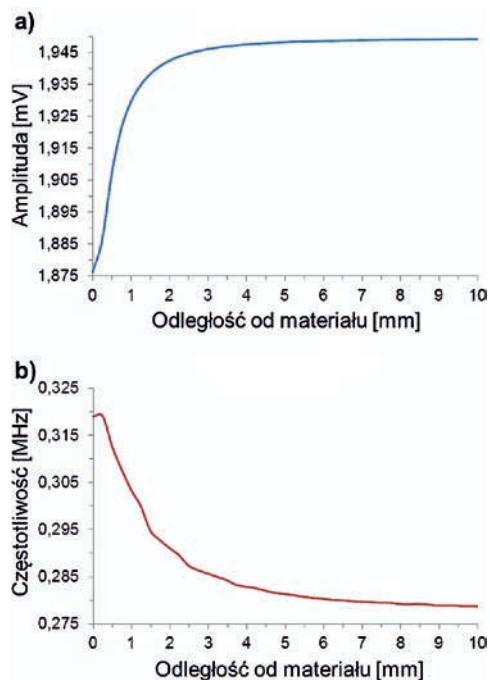 a)
Amplituda [mV]
1,945
1,935
1,925
1,915
1,905
1,895
1,885
1,875
0 1 2 3 4 5 6 7 8 9 10
Odległość od materiału [mm]
b)
Częstotliwość [MHz]
0,325
0,315
0,305
0,295
0,285
0,275
0 1 2 3 4 5 6 7 8 9 10
Odległość od materiału [mm]